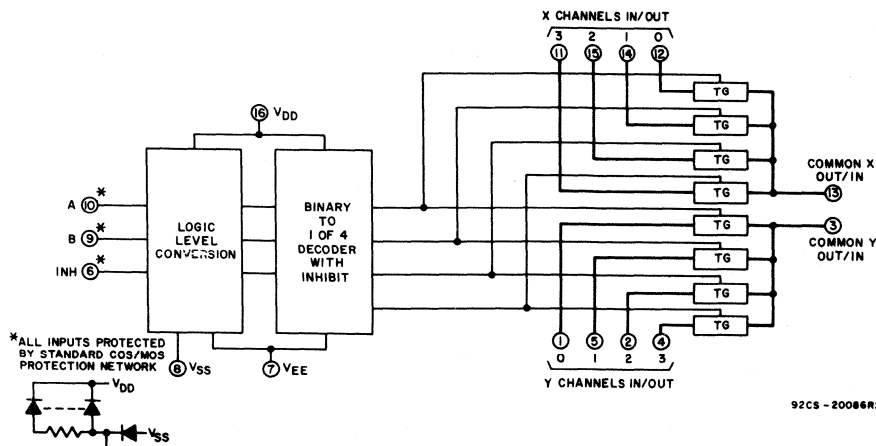 X CHANNELS IN/OUT
3 2 1 0
11 15 14 12
TG
TG
TG
TG
COMMON X
OUT/IN
13
16 VDD
A 10 *
B 9 *
INH 6 *
LOGIC
LEVEL
CONVERSION
BINARY
TO
1 OF 4
DECODER
WITH
INHIBIT
TG
TG
TG
TG
3
COMMON Y
OUT/IN
8 VSS
7 VEE
1 5 2 4
0 1 2 3
Y CHANNELS IN/OUT
*ALL INPUTS PROTECTED
BY STANDARD COS/MOS
PROTECTION NETWORK
VDD
VSS
92CS-20086R